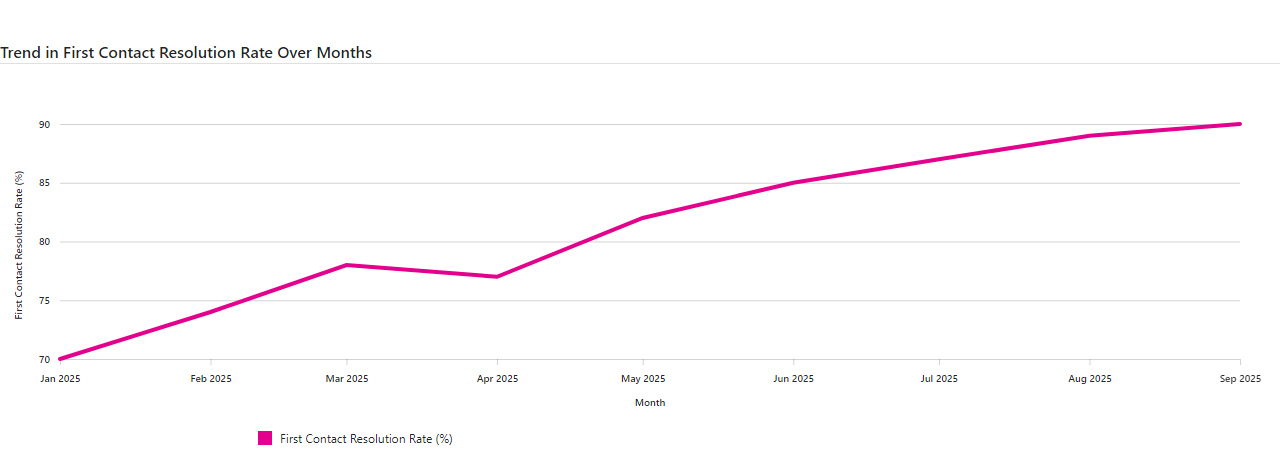 Trend in First Contact Resolution Rate Over Months
First Contact Resolution Rate (%)
90
85
80
75
70
Jan 2025 Feb 2025 Mar 2025 Apr 2025 May 2025 Jun 2025 Jul 2025 Aug 2025 Sep 2025
Month
First Contact Resolution Rate (%)